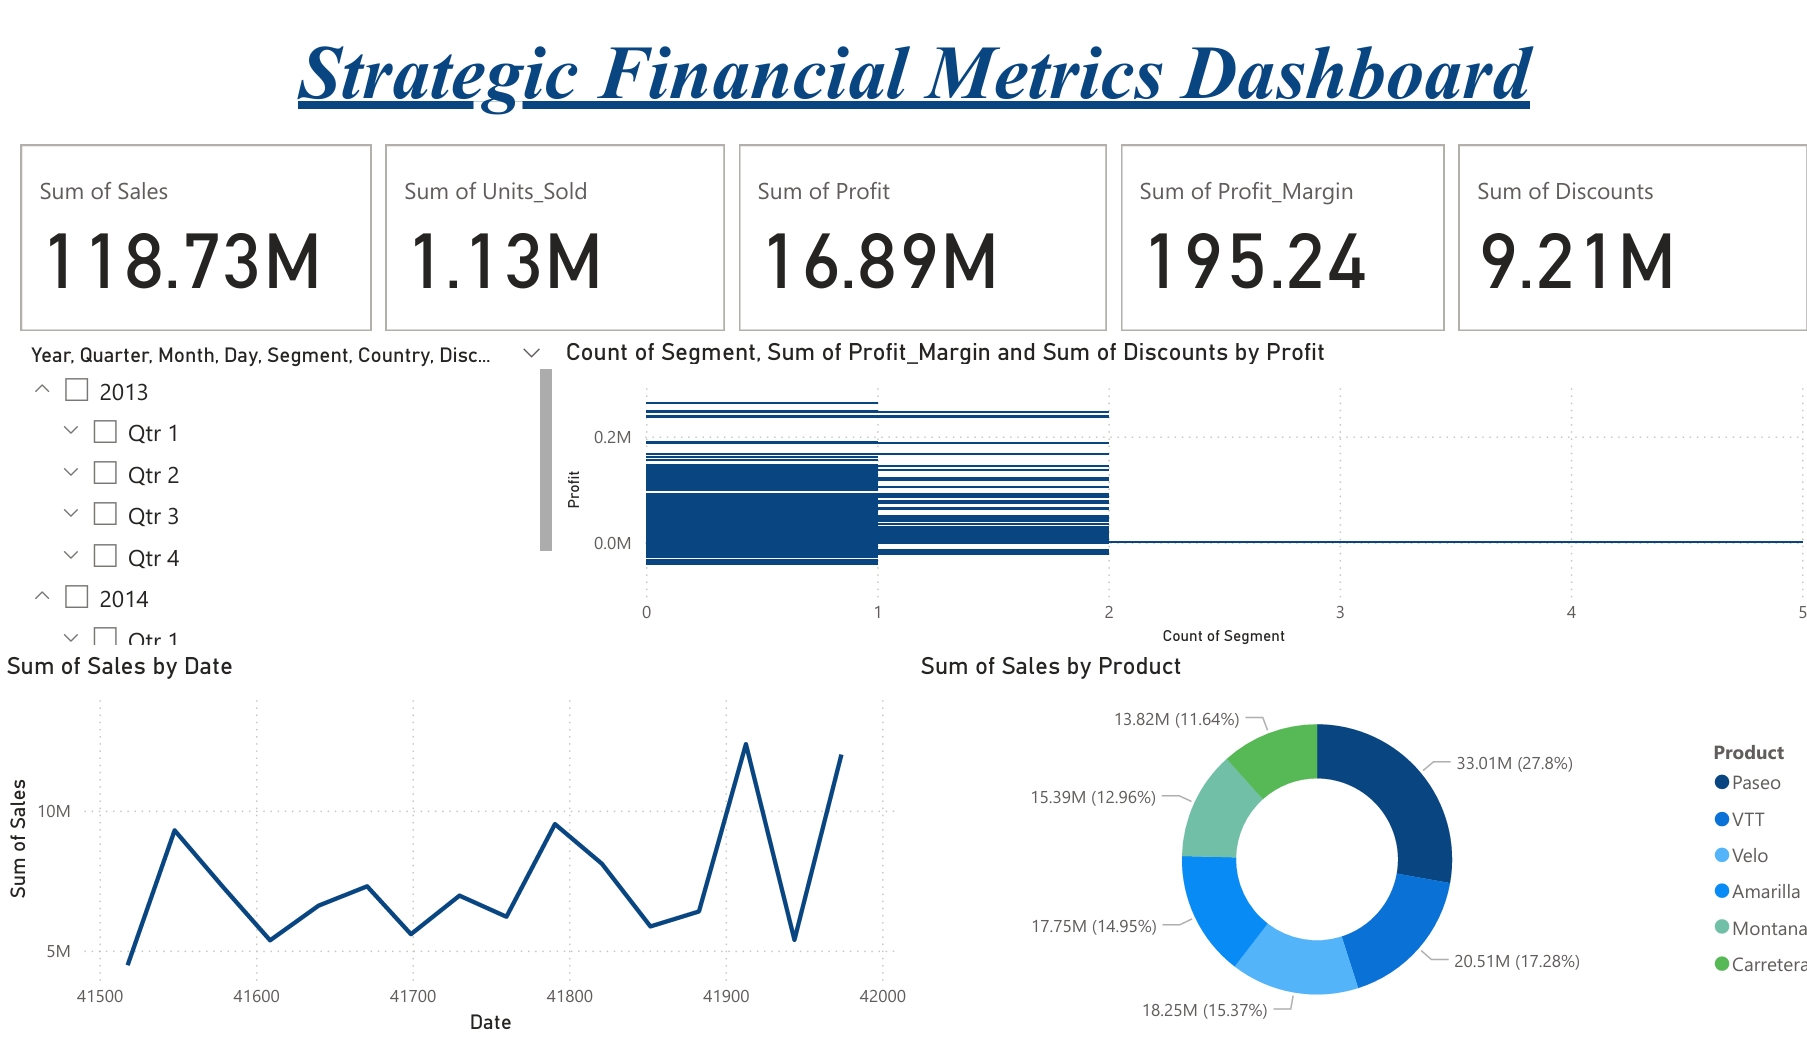 Strategic Financial Metrics Dashboard
Sum of Sales
118.73M
Sum of Units_Sold
1.13M
Sum of Profit
16.89M
Sum of Profit_Margin
195.24
Sum of Discounts
9.21M
Year, Quarter, Month, Day, Segment, Country, Disc...
2013
Qtr 1
Qtr 2
Qtr 3
Qtr 4
2014
Qtr 1
Count of Segment, Sum of Profit_Margin and Sum of Discounts by Profit
Profit
0.2M
0.0M
0
1
2
3
4
5
Count of Segment
Sum of Sales by Date
Sum of Sales
10M
5M
41500
41600
41700
41800
41900
42000
Date
Sum of Sales by Product
13.82M (11.64%)
33.01M (27.8%)
15.39M (12.96%)
17.75M (14.95%)
20.51M (17.28%)
18.25M (15.37%)
Product
Paseo
VTT
Velo
Amarilla
Montana
Carretera